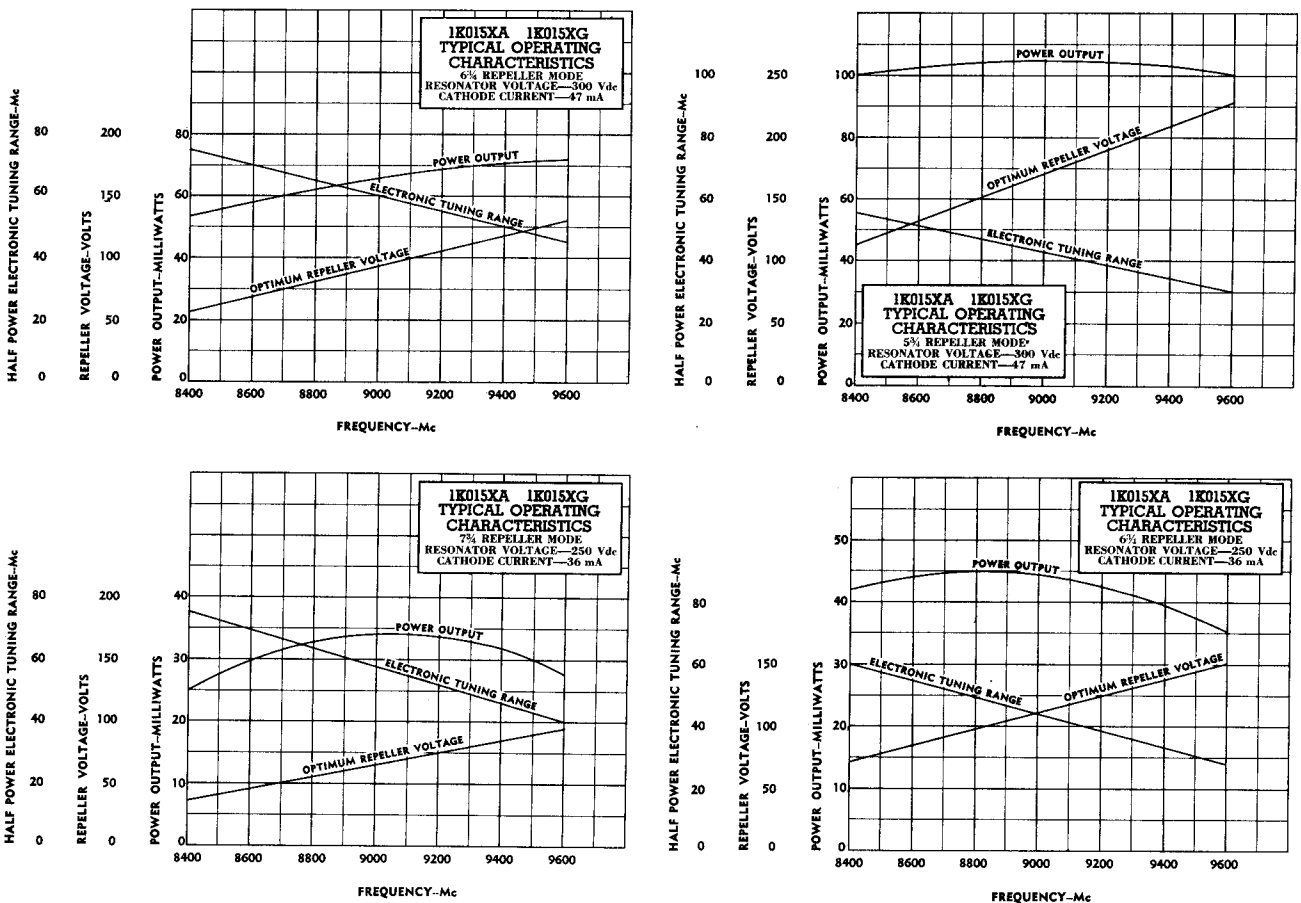 1K015XA 1K015XG
TYPICAL OPERATING
CHARACTERISTICS
6¾ REPELLER MODE
RESONATOR VOLTAGE—300 Vdc
CATHODE CURRENT—47 mA
HALF POWER ELECTRONIC TUNING RANGE–Mc
80
60
40
20
0
REPELLER VOLTS–VOLTAGE
200
150
100
50
0
POWER OUTPUT–MILLIWATTS
80
60
40
20
0
POWER OUTPUT
ELECTRONIC TUNING RANGE
OPTIMUM REPELLER VOLTAGE
8400 8600 8800 9000 9200 9400 9600
FREQUENCY–Mc
HALF POWER ELECTRONIC TUNING RANGE–Mc
100
80
60
40
20
0
REPELLER VOLTAGE–VOLTS
250
200
150
100
50
0
POWER OUTPUT–MILLIWATTS
100
80
60
40
20
0
POWER OUTPUT
OPTIMUM REPELLER VOLTAGE
ELECTRONIC TUNING RANGE
1K015XA 1K015XG
TYPICAL OPERATING
CHARACTERISTICS
5¾ REPELLER MODE
RESONATOR VOLTAGE—300 Vdc
CATHODE CURRENT—47 mA
8400 8600 8800 9000 9200 9400 9600
FREQUENCY–Mc
1K015XA 1K015XG
TYPICAL OPERATING
CHARACTERISTICS
7¾ REPELLER MODE
RESONATOR VOLTAGE—250 Vdc
CATHODE CURRENT—36 mA
HALF POWER ELECTRONIC TUNING RANGE–Mc
80
60
40
20
0
REPELLER VOLTAGE–VOLTS
200
150
100
50
0
POWER OUTPUT–MILLIWATTS
40
30
20
10
0
POWER OUTPUT
ELECTRONIC TUNING RANGE
OPTIMUM REPELLER VOLTAGE
8400 8600 8800 9000 9200 9400 9600
FREQUENCY–Mc
1K015XA 1K015XG
TYPICAL OPERATING
CHARACTERISTICS
6¾ REPELLER MODE
RESONATOR VOLTAGE—250 Vdc
CATHODE CURRENT—36 mA
HALF POWER ELECTRONIC TUNING RANGE–Mc
80
60
40
20
0
REPELLER VOLTAGE–VOLTS
150
100
50
0
POWER OUTPUT–MILLIWATTS
50
40
30
20
10
0
POWER OUTPUT
ELECTRONIC TUNING RANGE
OPTIMUM REPELLER VOLTAGE
8400 8600 8800 9000 9200 9400 9600
FREQUENCY–Mc